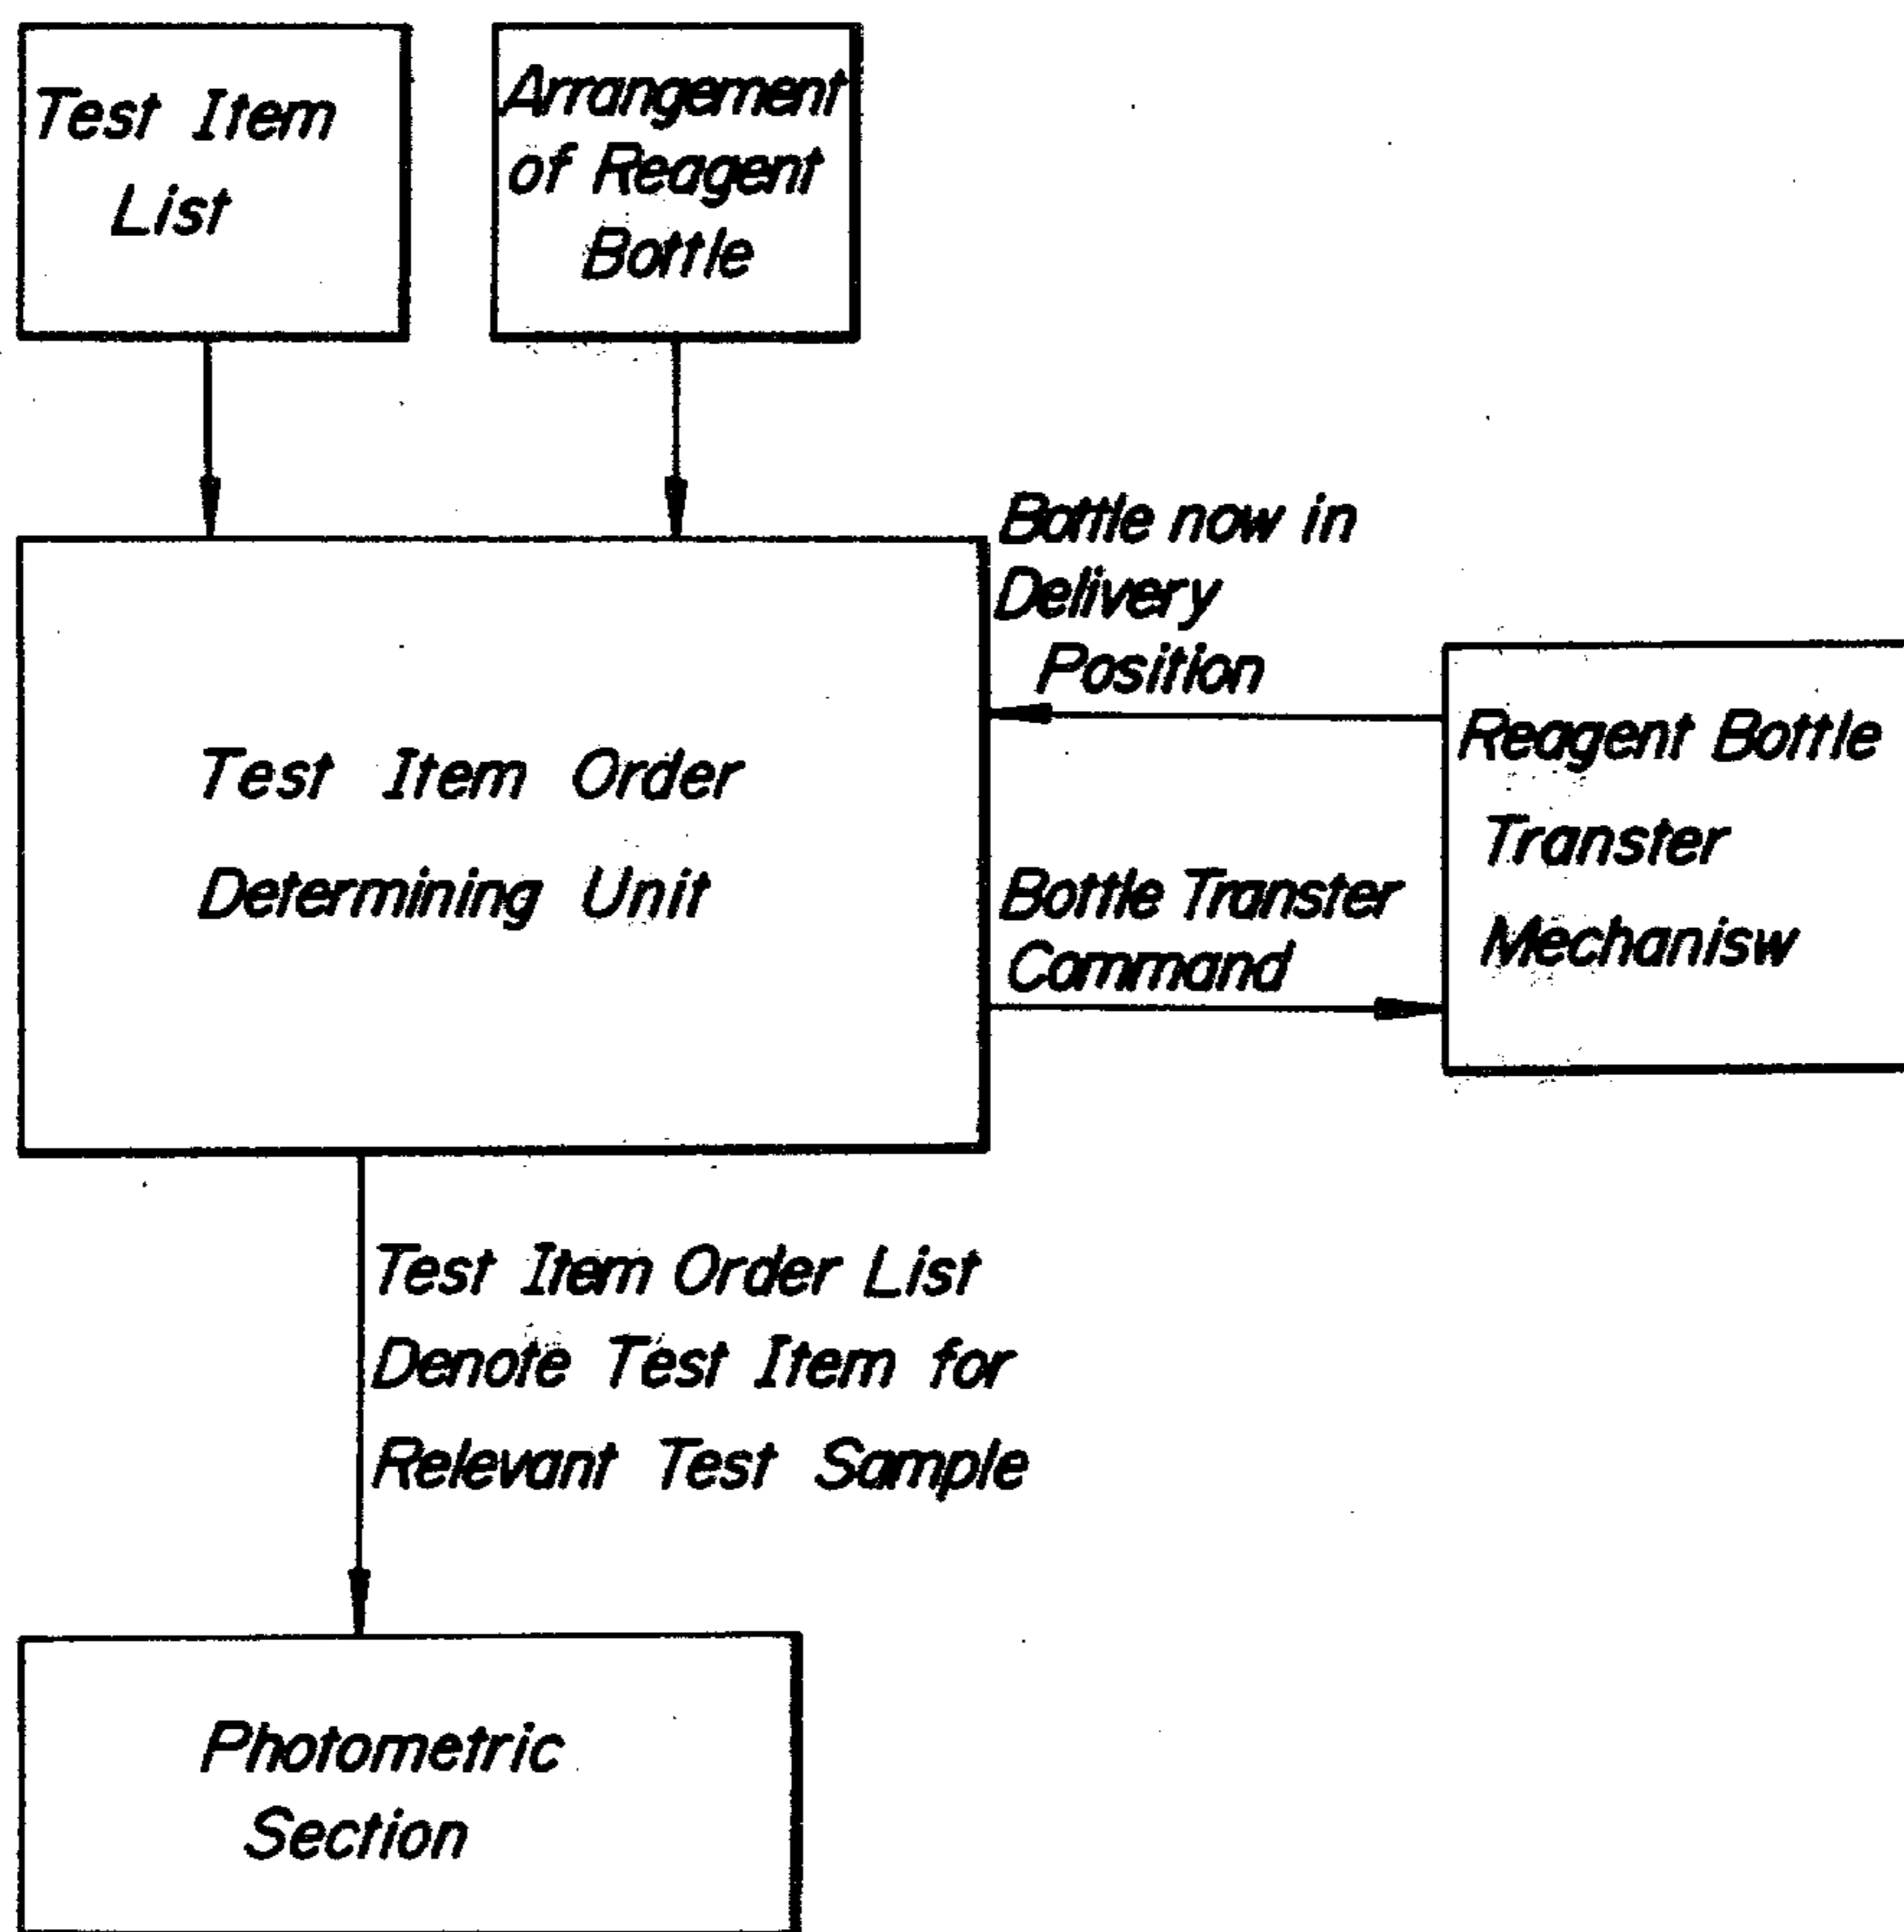 Test Item
List
Arrangement
of Reagent
Bottle
Bottle now in
Delivery
Position
Test Item Order
Determining Unit
Reagent Bottle
Transter
Mechanisw
Bottle Transter
Command
Test Item Order List
Denote Test Item for
Relevant Test Sample
Photometric
Section